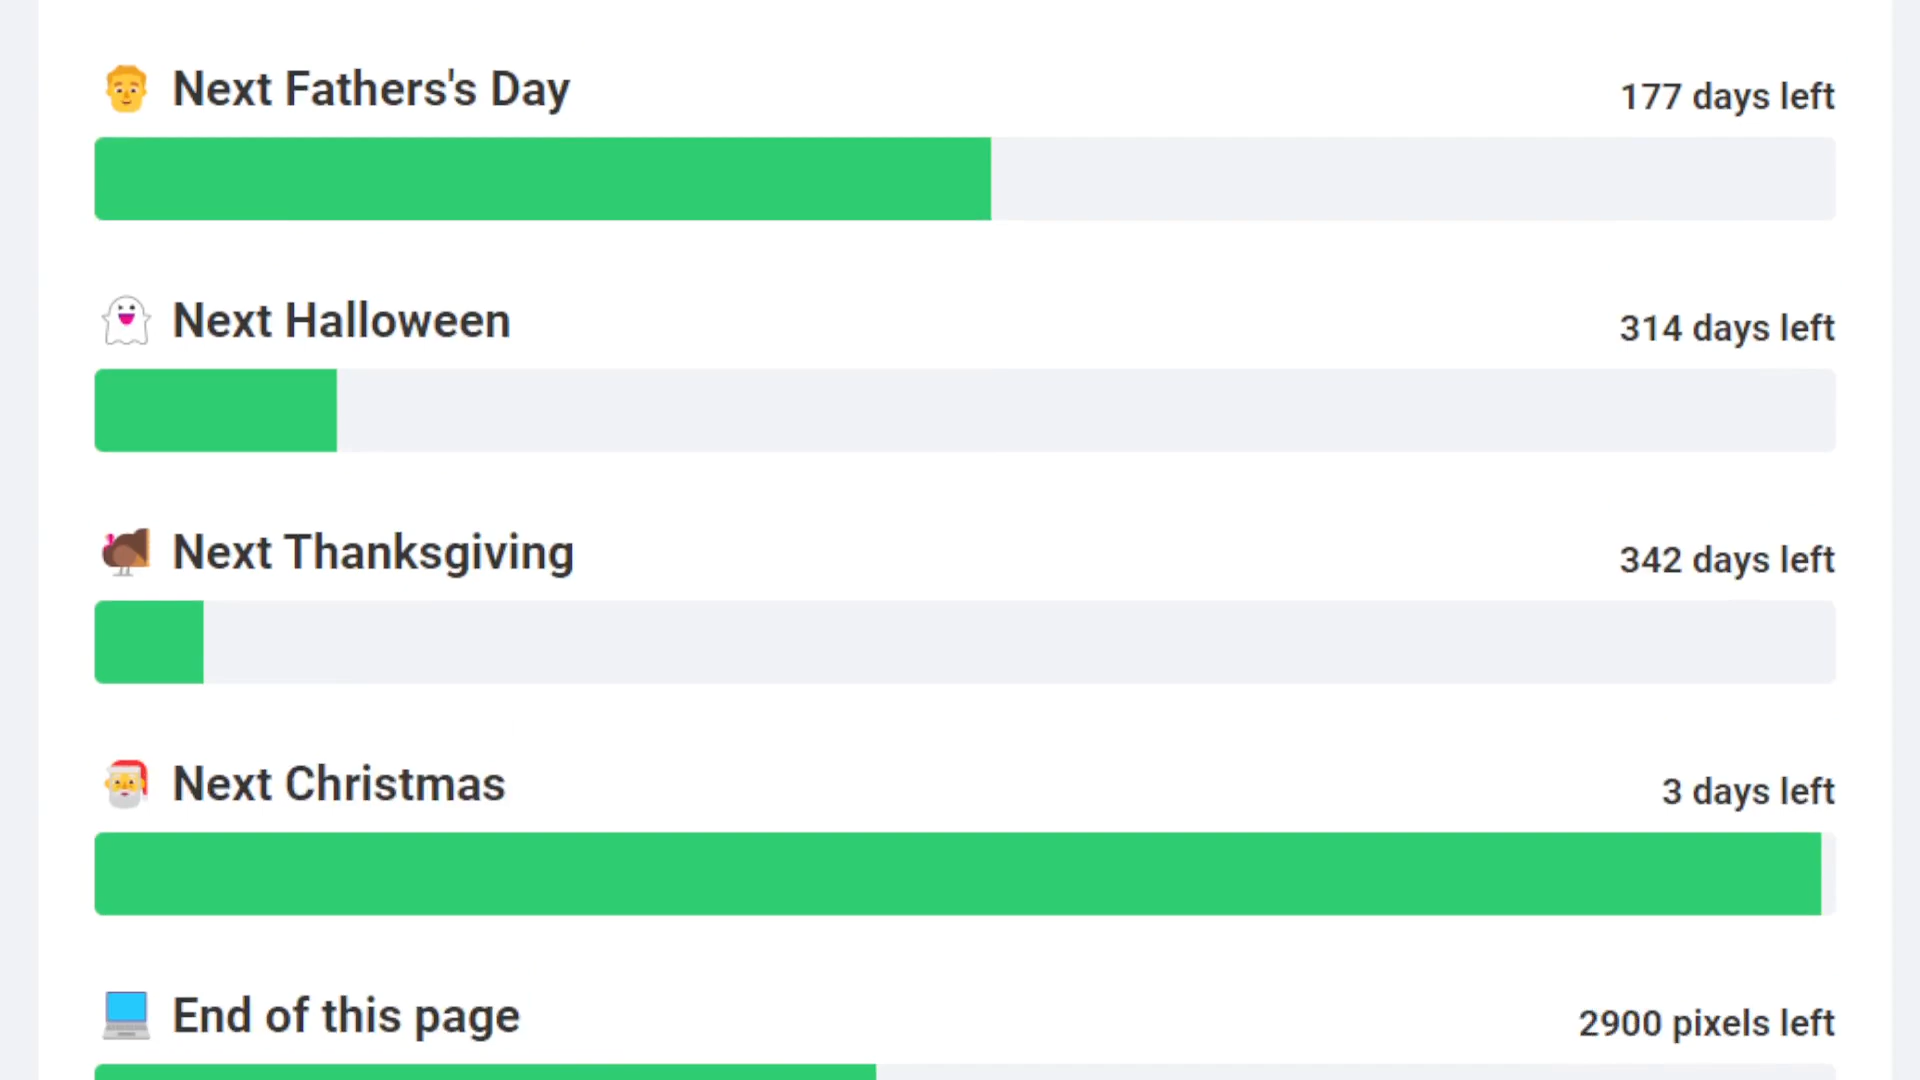 Next Fathers's Day
177 days left
Next Halloween
314 days left
Next Thanksgiving
342 days left
Next Christmas
3 days left
End of this page
2900 pixels left